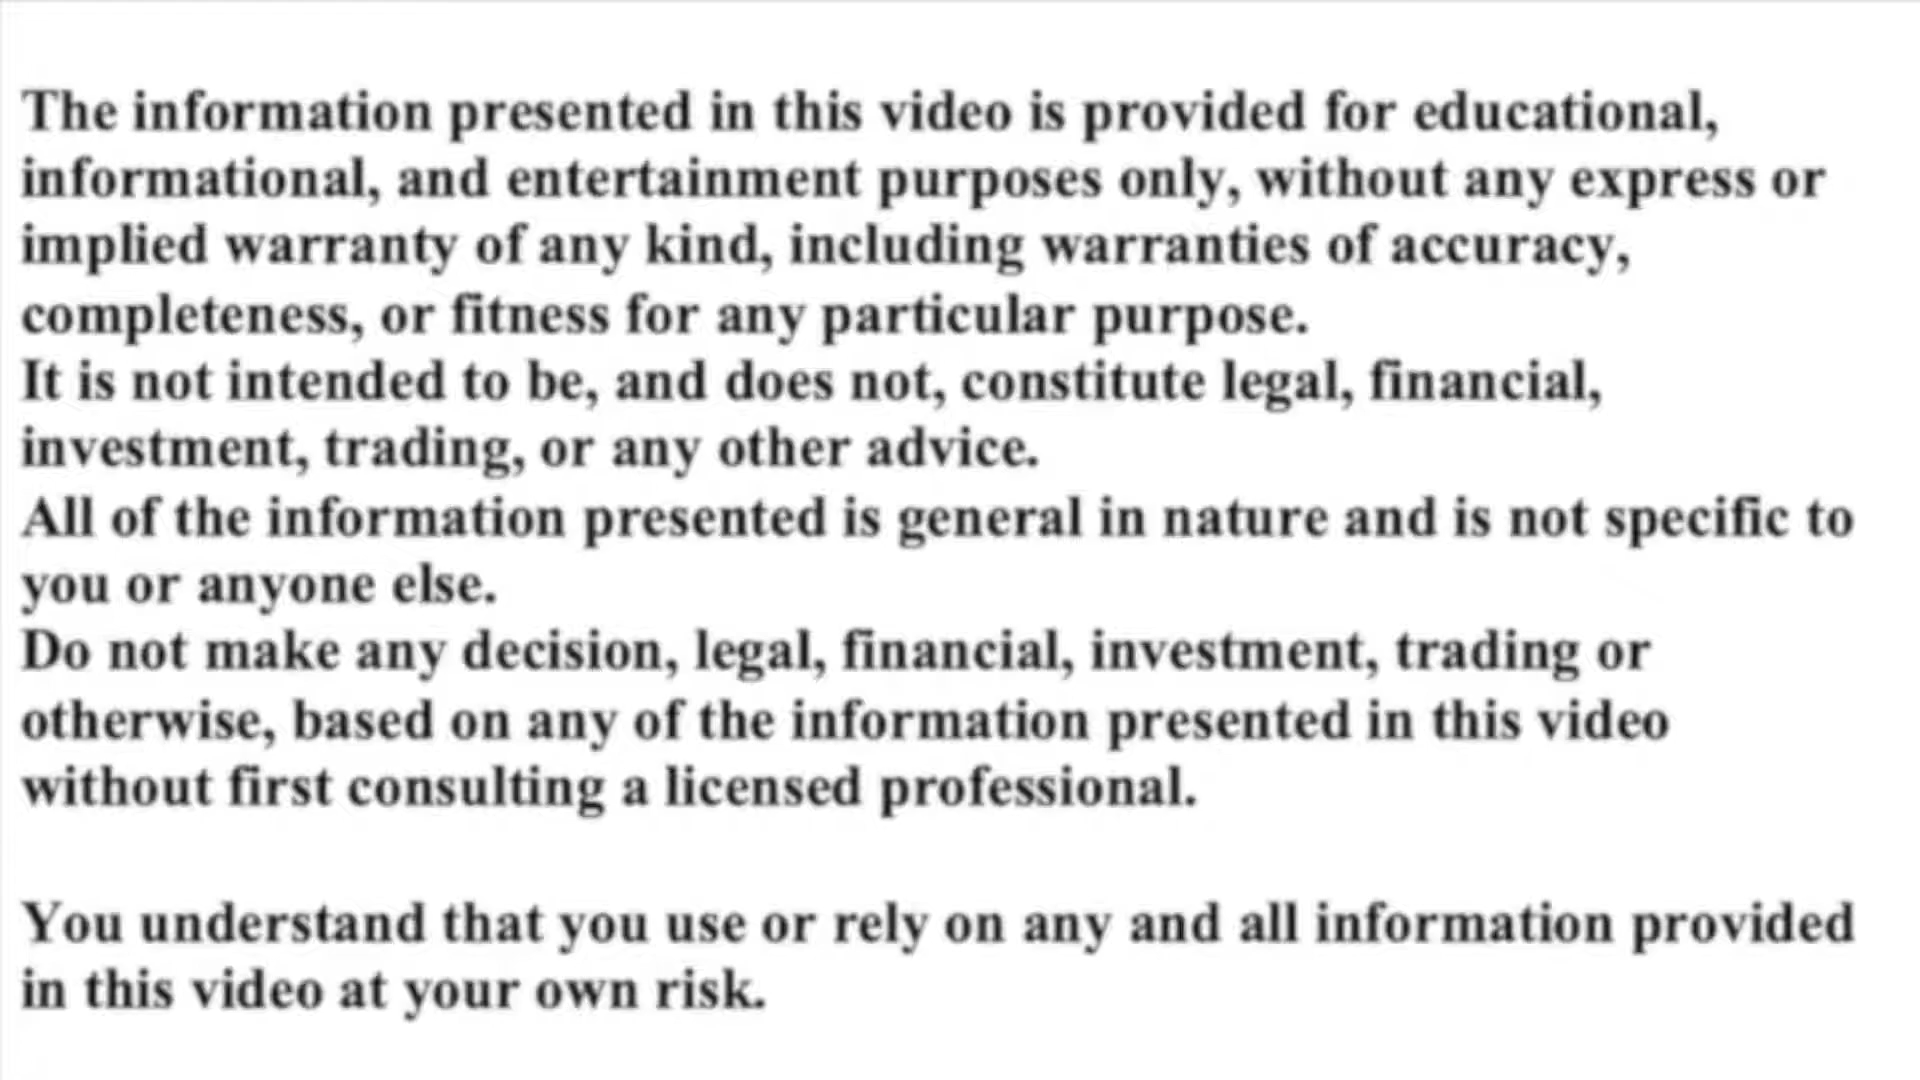 The information presented in this video is provided for educational,
informational, and entertainment purposes only, without any express or
implied warranty of any kind, including warranties of accuracy,
completeness, or fitness for any particular purpose.
It is not intended to be, and does not, constitute legal, financial,
investment, trading, or any other advice.
All of the information presented is general in nature and is not specific to
you or anyone else.
Do not make any decision, legal, financial, investment, trading or
otherwise, based on any of the information presented in this video
without first consulting a licensed professional.
You understand that you use or rely on any and all information provided
in this video at your own risk.